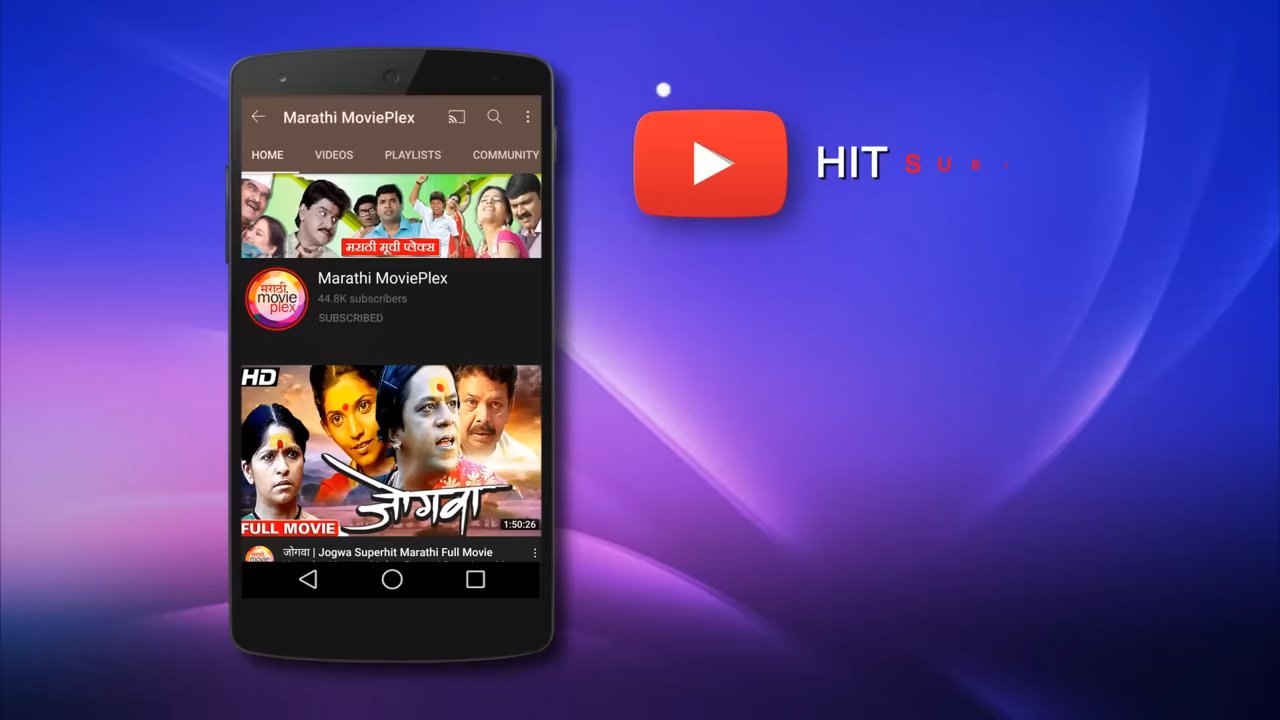 Marathi MoviePlex
HOME VIDEOS PLAYLISTS COMMUNITY
मराठी मूवी प्लेक्स
मराठी
movie
plex
Marathi MoviePlex
44.8K subscribers
SUBSCRIBED
HD
जोगवा
FULL MOVIE
1:50:26
जोगवा | Jogwa Superhit Marathi Full Movie
HIT SU